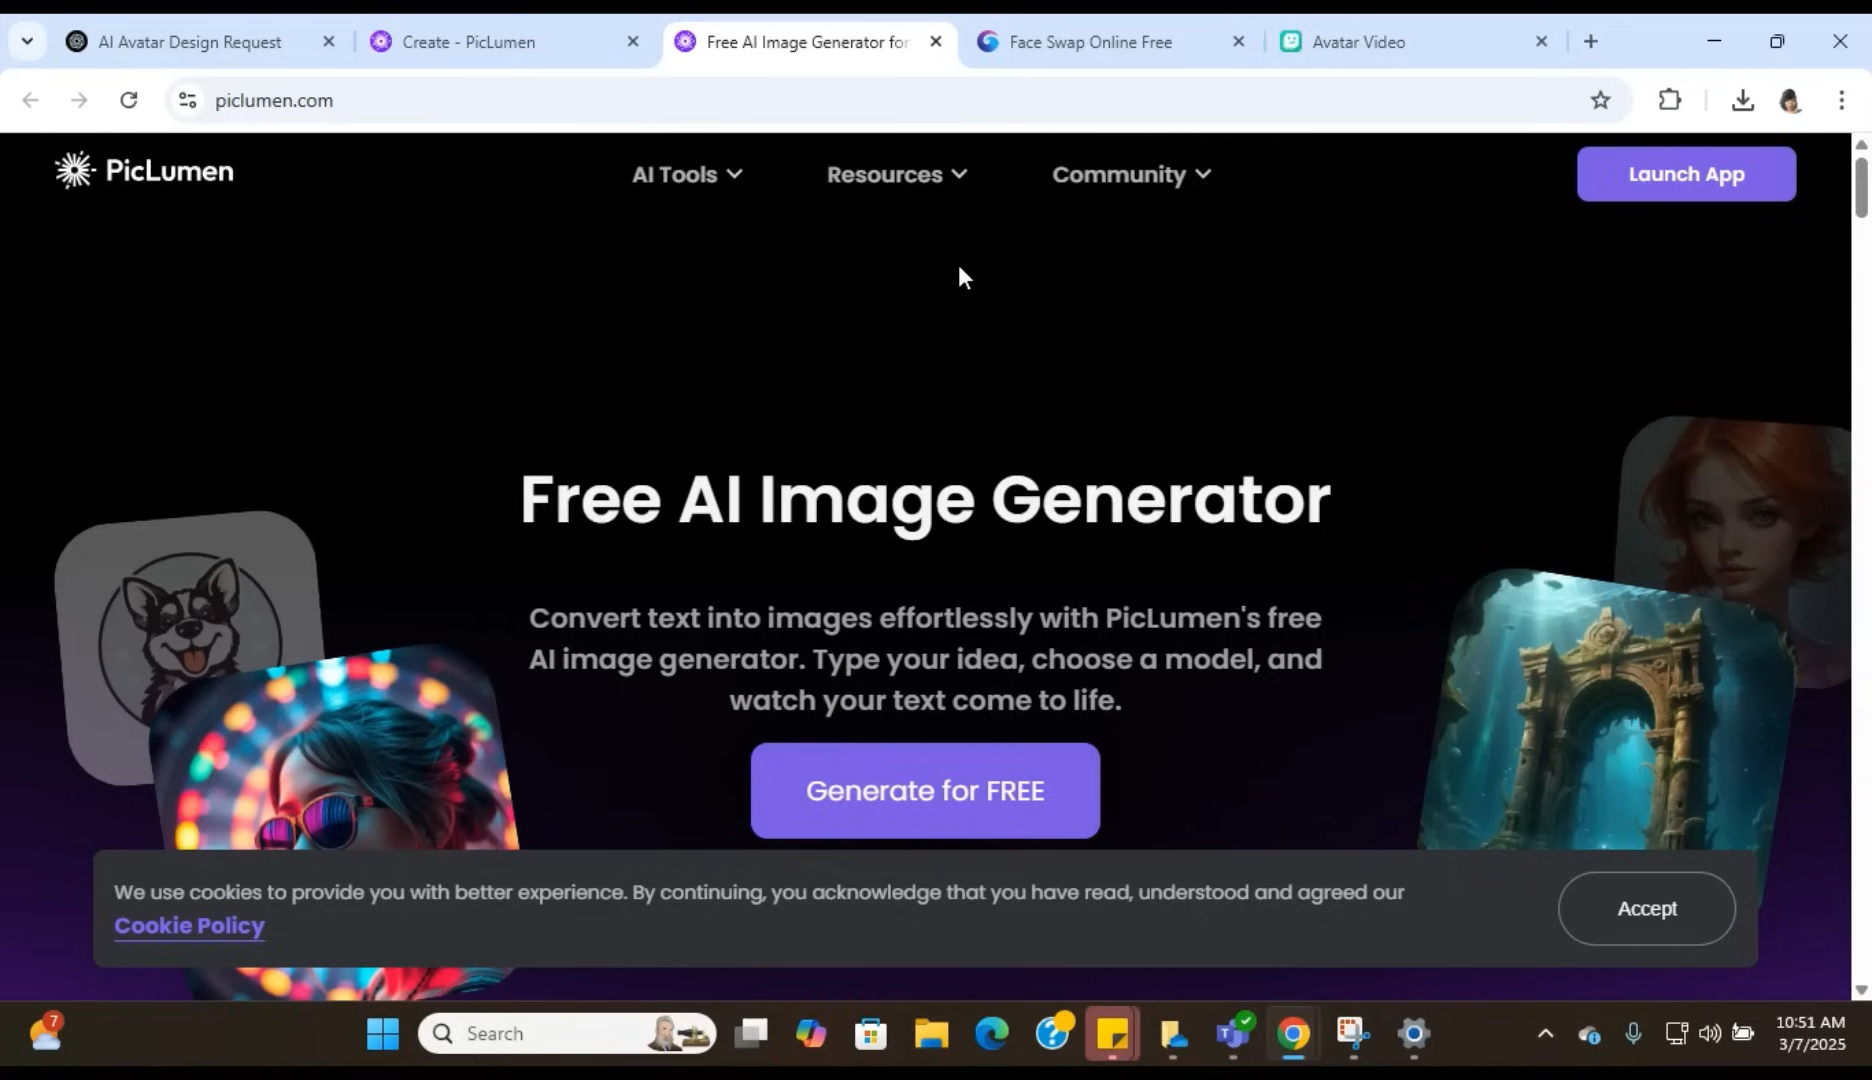 AI Avatar Design Request
Create - PicLumen
Free AI Image Generator for
Face Swap Online Free
Avatar Video
piclumen.com
PicLumen
AI Tools
Resources
Community
Launch App
Free AI Image Generator
Convert text into images effortlessly with PicLumen's free
AI image generator. Type your idea, choose a model, and
watch your text come to life.
Generate for FREE
We use cookies to provide you with better experience. By continuing, you acknowledge that you have read, understood and agreed our
Cookie Policy
Accept
7
Search
10:51 AM
3/7/2025